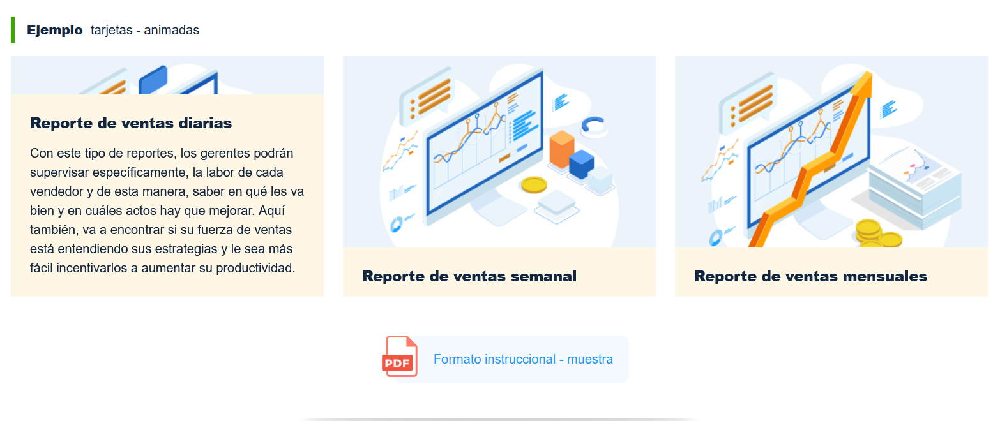 Ejemplo tarjetas - animadas
Reporte de ventas diarias
Con este tipo de reportes, los gerentes podrán
supervisar específicamente, la labor de cada
vendedor y de esta manera, saber en qué les va
bien y en cuáles actos hay que mejorar. Aquí
también, va a encontrar si su fuerza de ventas
está entendiendo sus estrategias y le sea más
fácil incentivarlos a aumentar su productividad.
Reporte de ventas semanal
Reporte de ventas mensuales
PDF
Formato instruccional - muestra